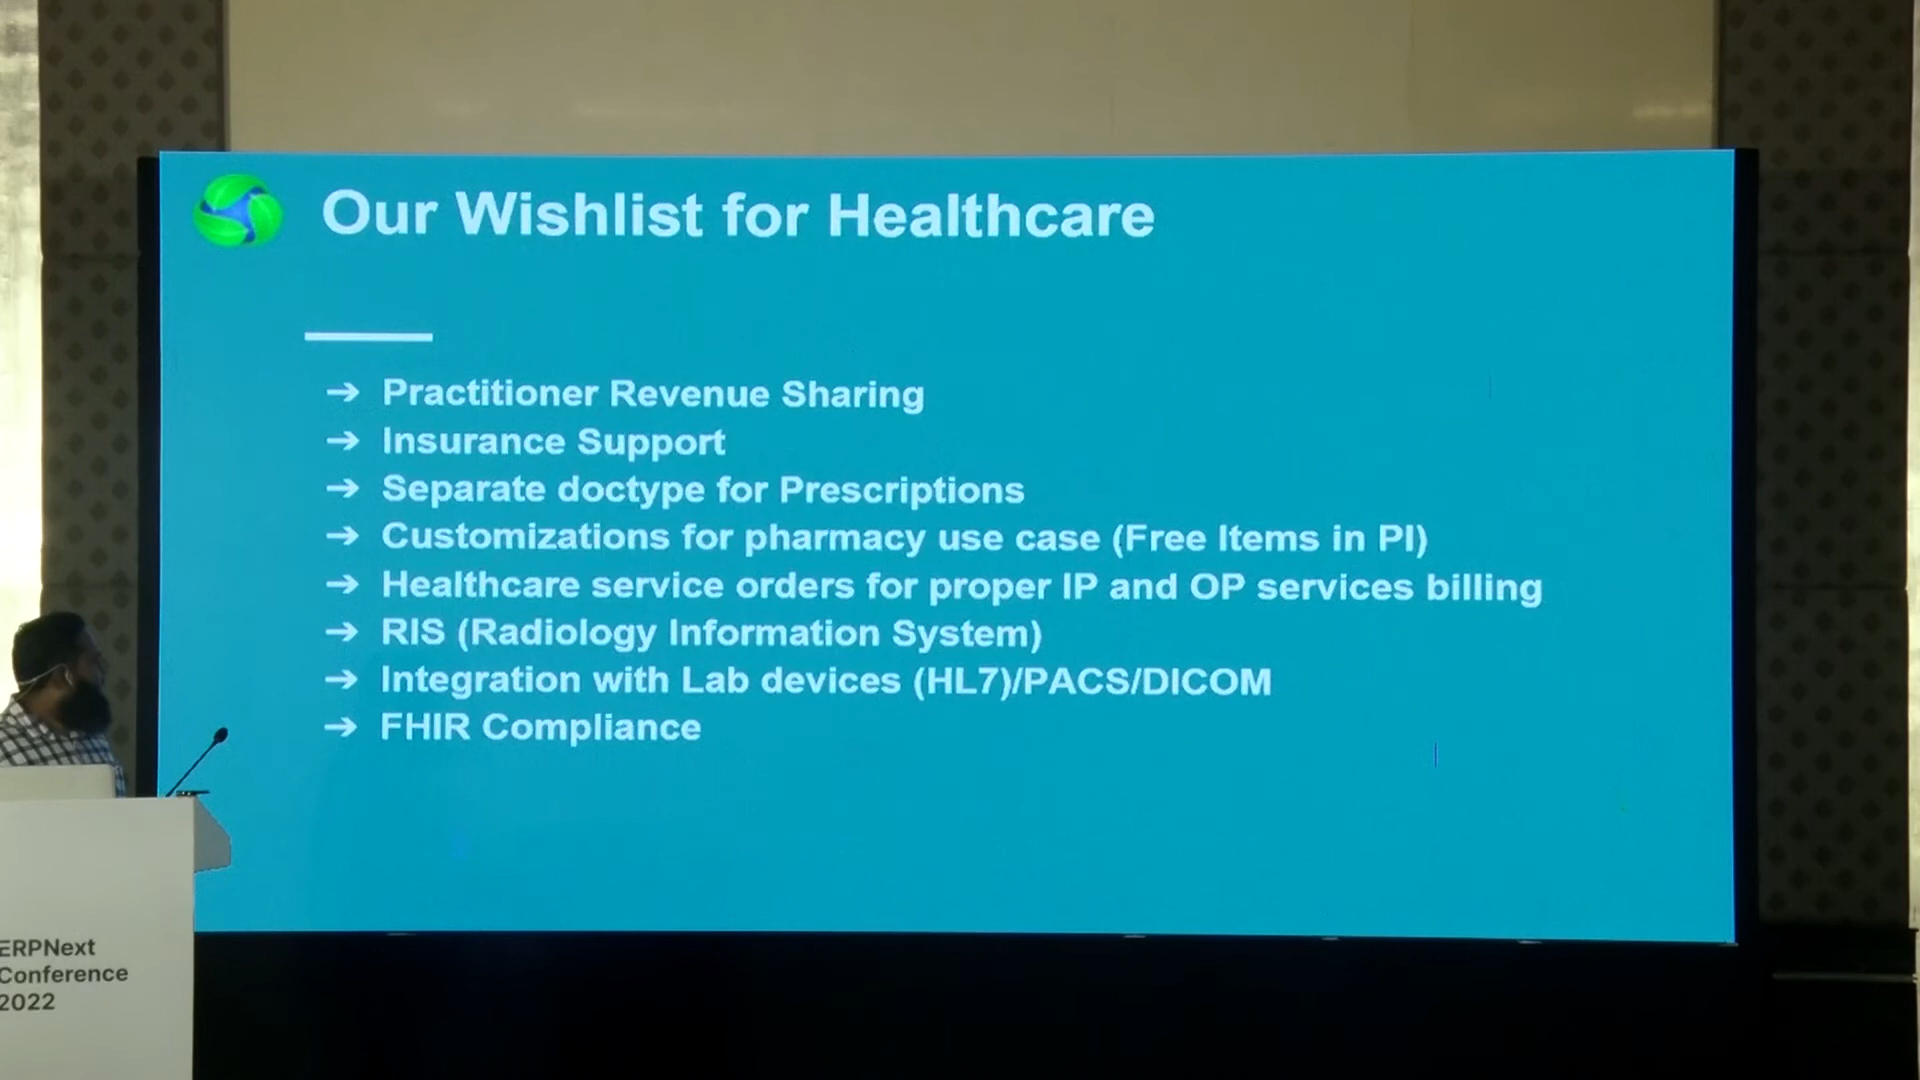 Our Wishlist for Healthcare
➔ Practitioner Revenue Sharing
➔ Insurance Support
➔ Separate doctype for Prescriptions
➔ Customizations for pharmacy use case (Free Items in PI)
➔ Healthcare service orders for proper IP and OP services billing
➔ RIS (Radiology Information System)
➔ Integration with Lab devices (HL7)/PACS/DICOM
➔ FHIR Compliance
ERPNext
Conference
2022